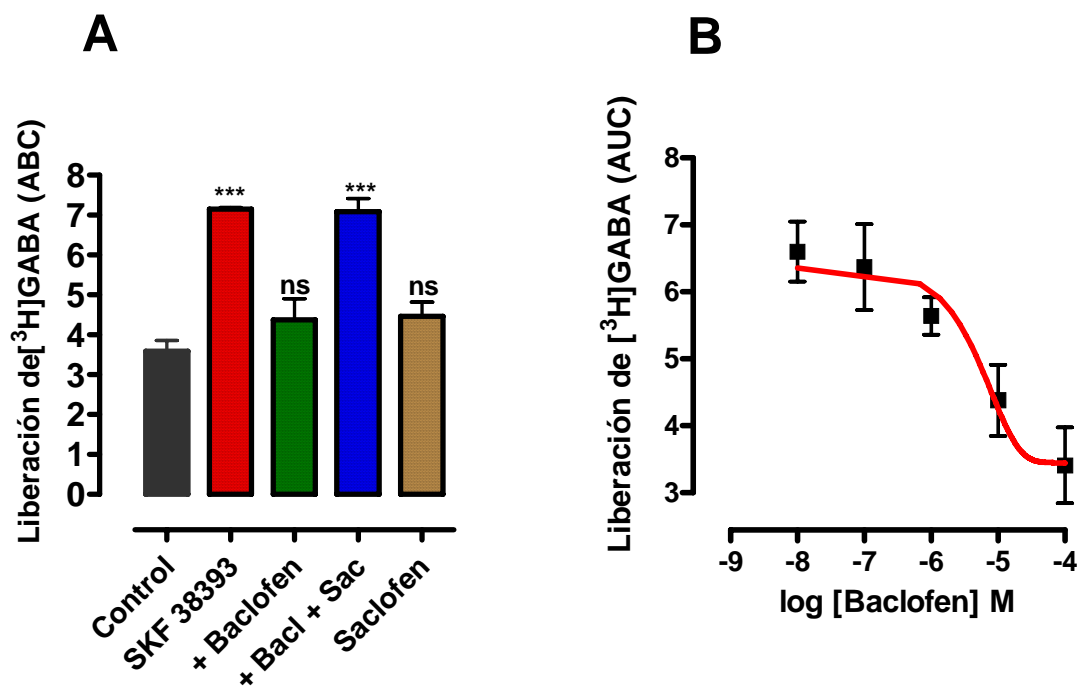 A
Liberación de[³H]GABA (ABC)
8
7
6
5
4
3
2
1
0
***
ns
***
ns
Control
SKF 38393
+ Baclofen
+ Bacl + Sac
Saclofen
B
Liberación de [³H]GABA (AUC)
8
7
6
5
4
3
-9 -8 -7 -6 -5 -4
log [Baclofen] M